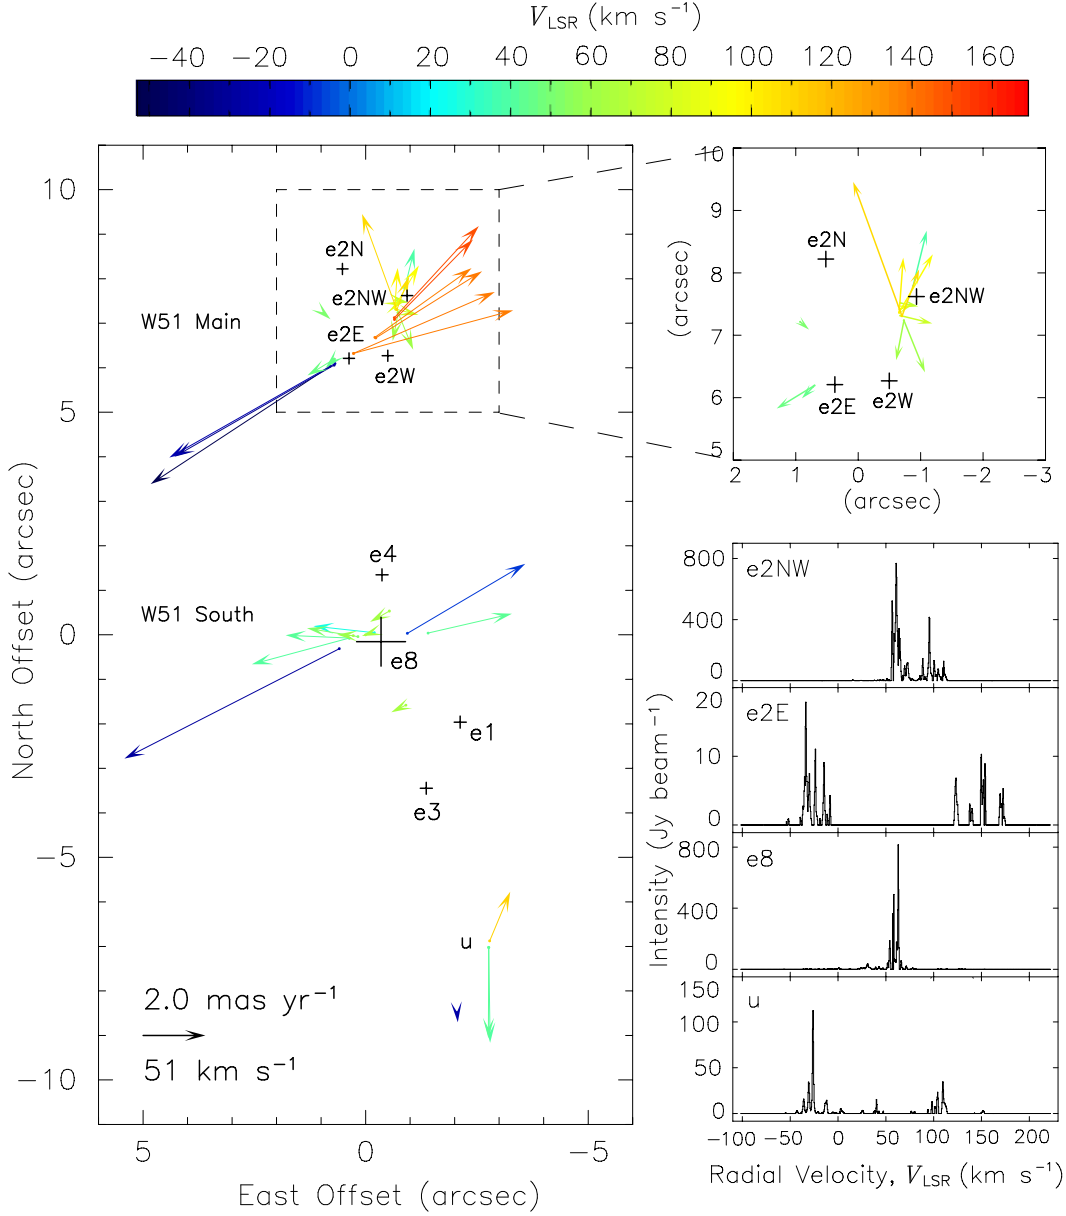 V_LSR (km s⁻¹)
−40 −20 0 20 40 60 80 100 120 140 160
10
5
0
−5
−10
5 0 −5
North Offset (arcsec)
East Offset (arcsec)
W51 Main
e2N
e2NW
e2E
e2W
W51 South
e4
e8
e1
e3
u
2.0 mas yr⁻¹
51 km s⁻¹
10
9
8
7
6
5
2 1 0 −1 −2 −3
(arcsec)
(arcsec)
e2N
e2NW
e2E
e2W
Intensity (Jy beam⁻¹)
e2NW
800
400
0
e2E
20
10
0
e8
800
400
0
u
150
100
50
0
−100 −50 0 50 100 150 200
Radial Velocity, V_LSR (km s⁻¹)